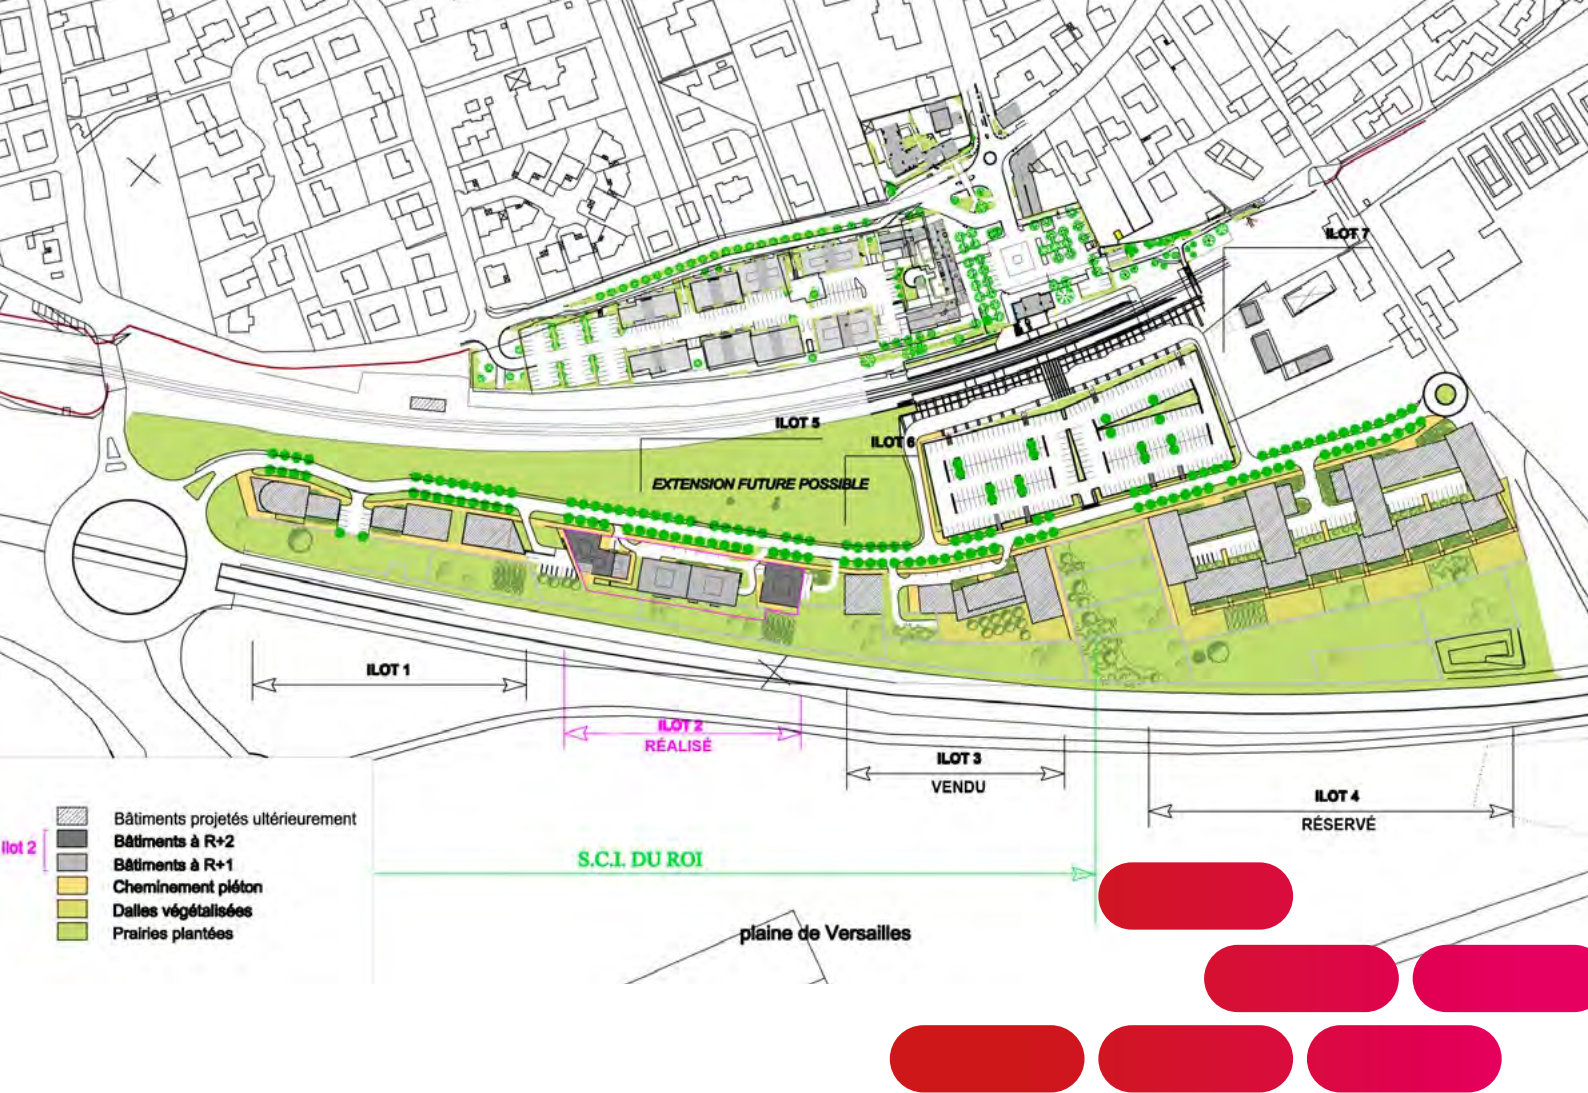 ILOT 7
ILOT 5
ILOT 6
EXTENSION FUTURE POSSIBLE
ILOT 1
ILOT 2
RÉALISÉ
ILOT 3
VENDU
ILOT 4
RÉSERVÉ
Bâtiments projetés ultérieurement
Ilot 2
Bâtiments à R+2
Bâtiments à R+1
Cheminement piéton
Dalles végétalisées
Prairies plantées
S.C.I. DU ROI
plaine de Versailles